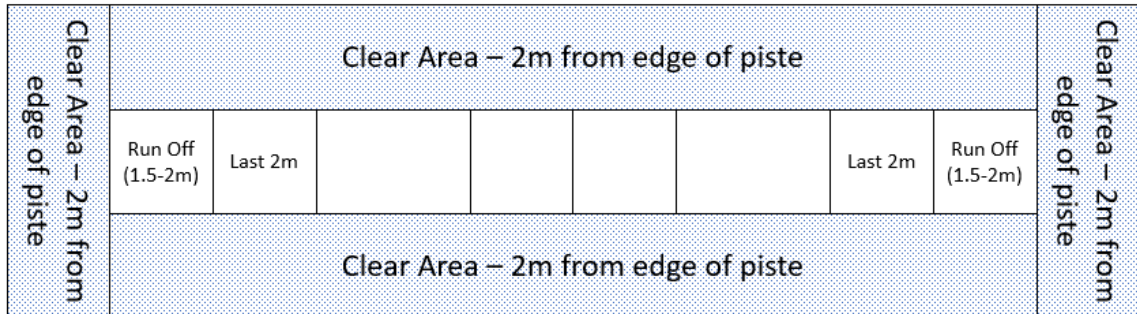 Clear Area – 2m from
edge of piste
Clear Area – 2m from edge of piste
Run Off
(1.5-2m)
Last 2m
Last 2m
Run Off
(1.5-2m)
Clear Area – 2m from edge of piste
Clear Area – 2m from
edge of piste